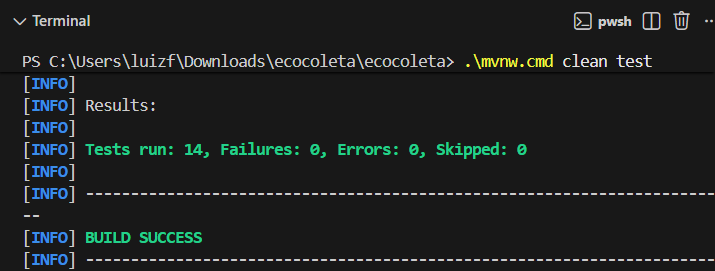 Terminal
pwsh
PS C:\Users\luizf\Downloads\ecocoleta\ecocoleta> .\mvnw.cmd clean test
[INFO]
[INFO] Results:
[INFO]
[INFO] Tests run: 14, Failures: 0, Errors: 0, Skipped: 0
[INFO]
[INFO] ----------------------------------------------------------------------
--
[INFO] BUILD SUCCESS
[INFO] ----------------------------------------------------------------------